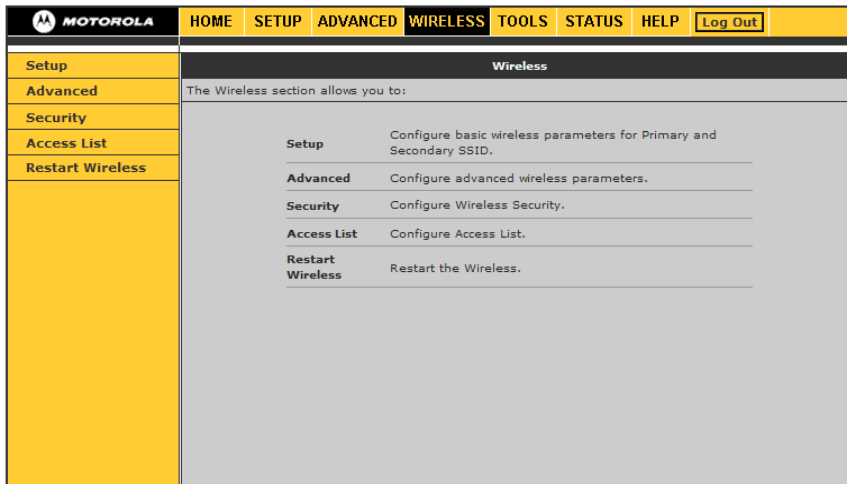 MOTOROLA
HOME SETUP ADVANCED WIRELESS TOOLS STATUS HELP Log Out
Setup
Advanced
Security
Access List
Restart Wireless
Wireless
The Wireless section allows you to:
Setup Configure basic wireless parameters for Primary and
Secondary SSID.
Advanced Configure advanced wireless parameters.
Security Configure Wireless Security.
Access List Configure Access List.
Restart
Wireless Restart the Wireless.